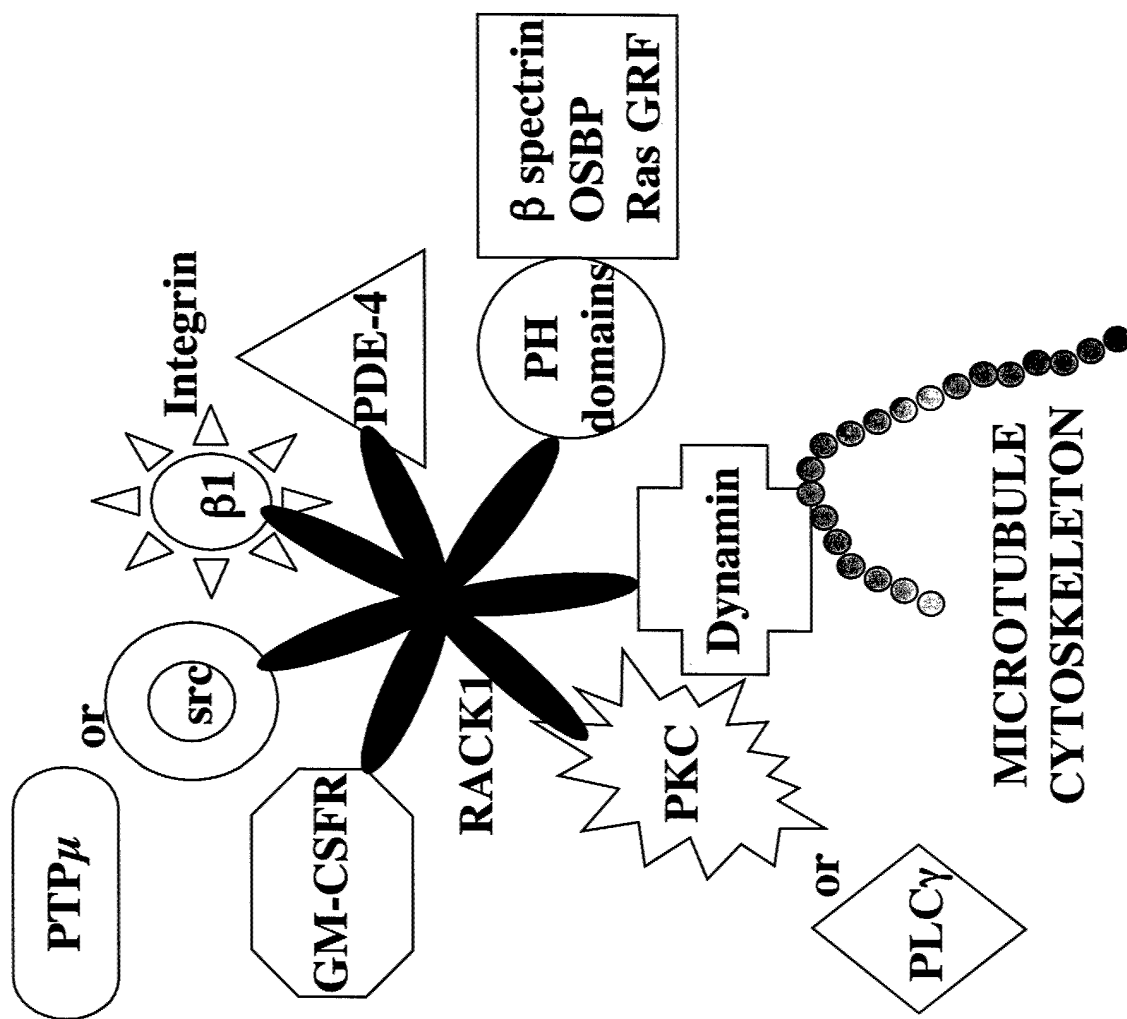 PTPμ
or
src
GM-CSFR
Integrin
β1
PDE-4
RACK1
PH
domains
β spectrin
OSBP
Ras GRF
PKC
or
PLCγ
Dynamin
MICROTUBULE
CYTOSKELETON